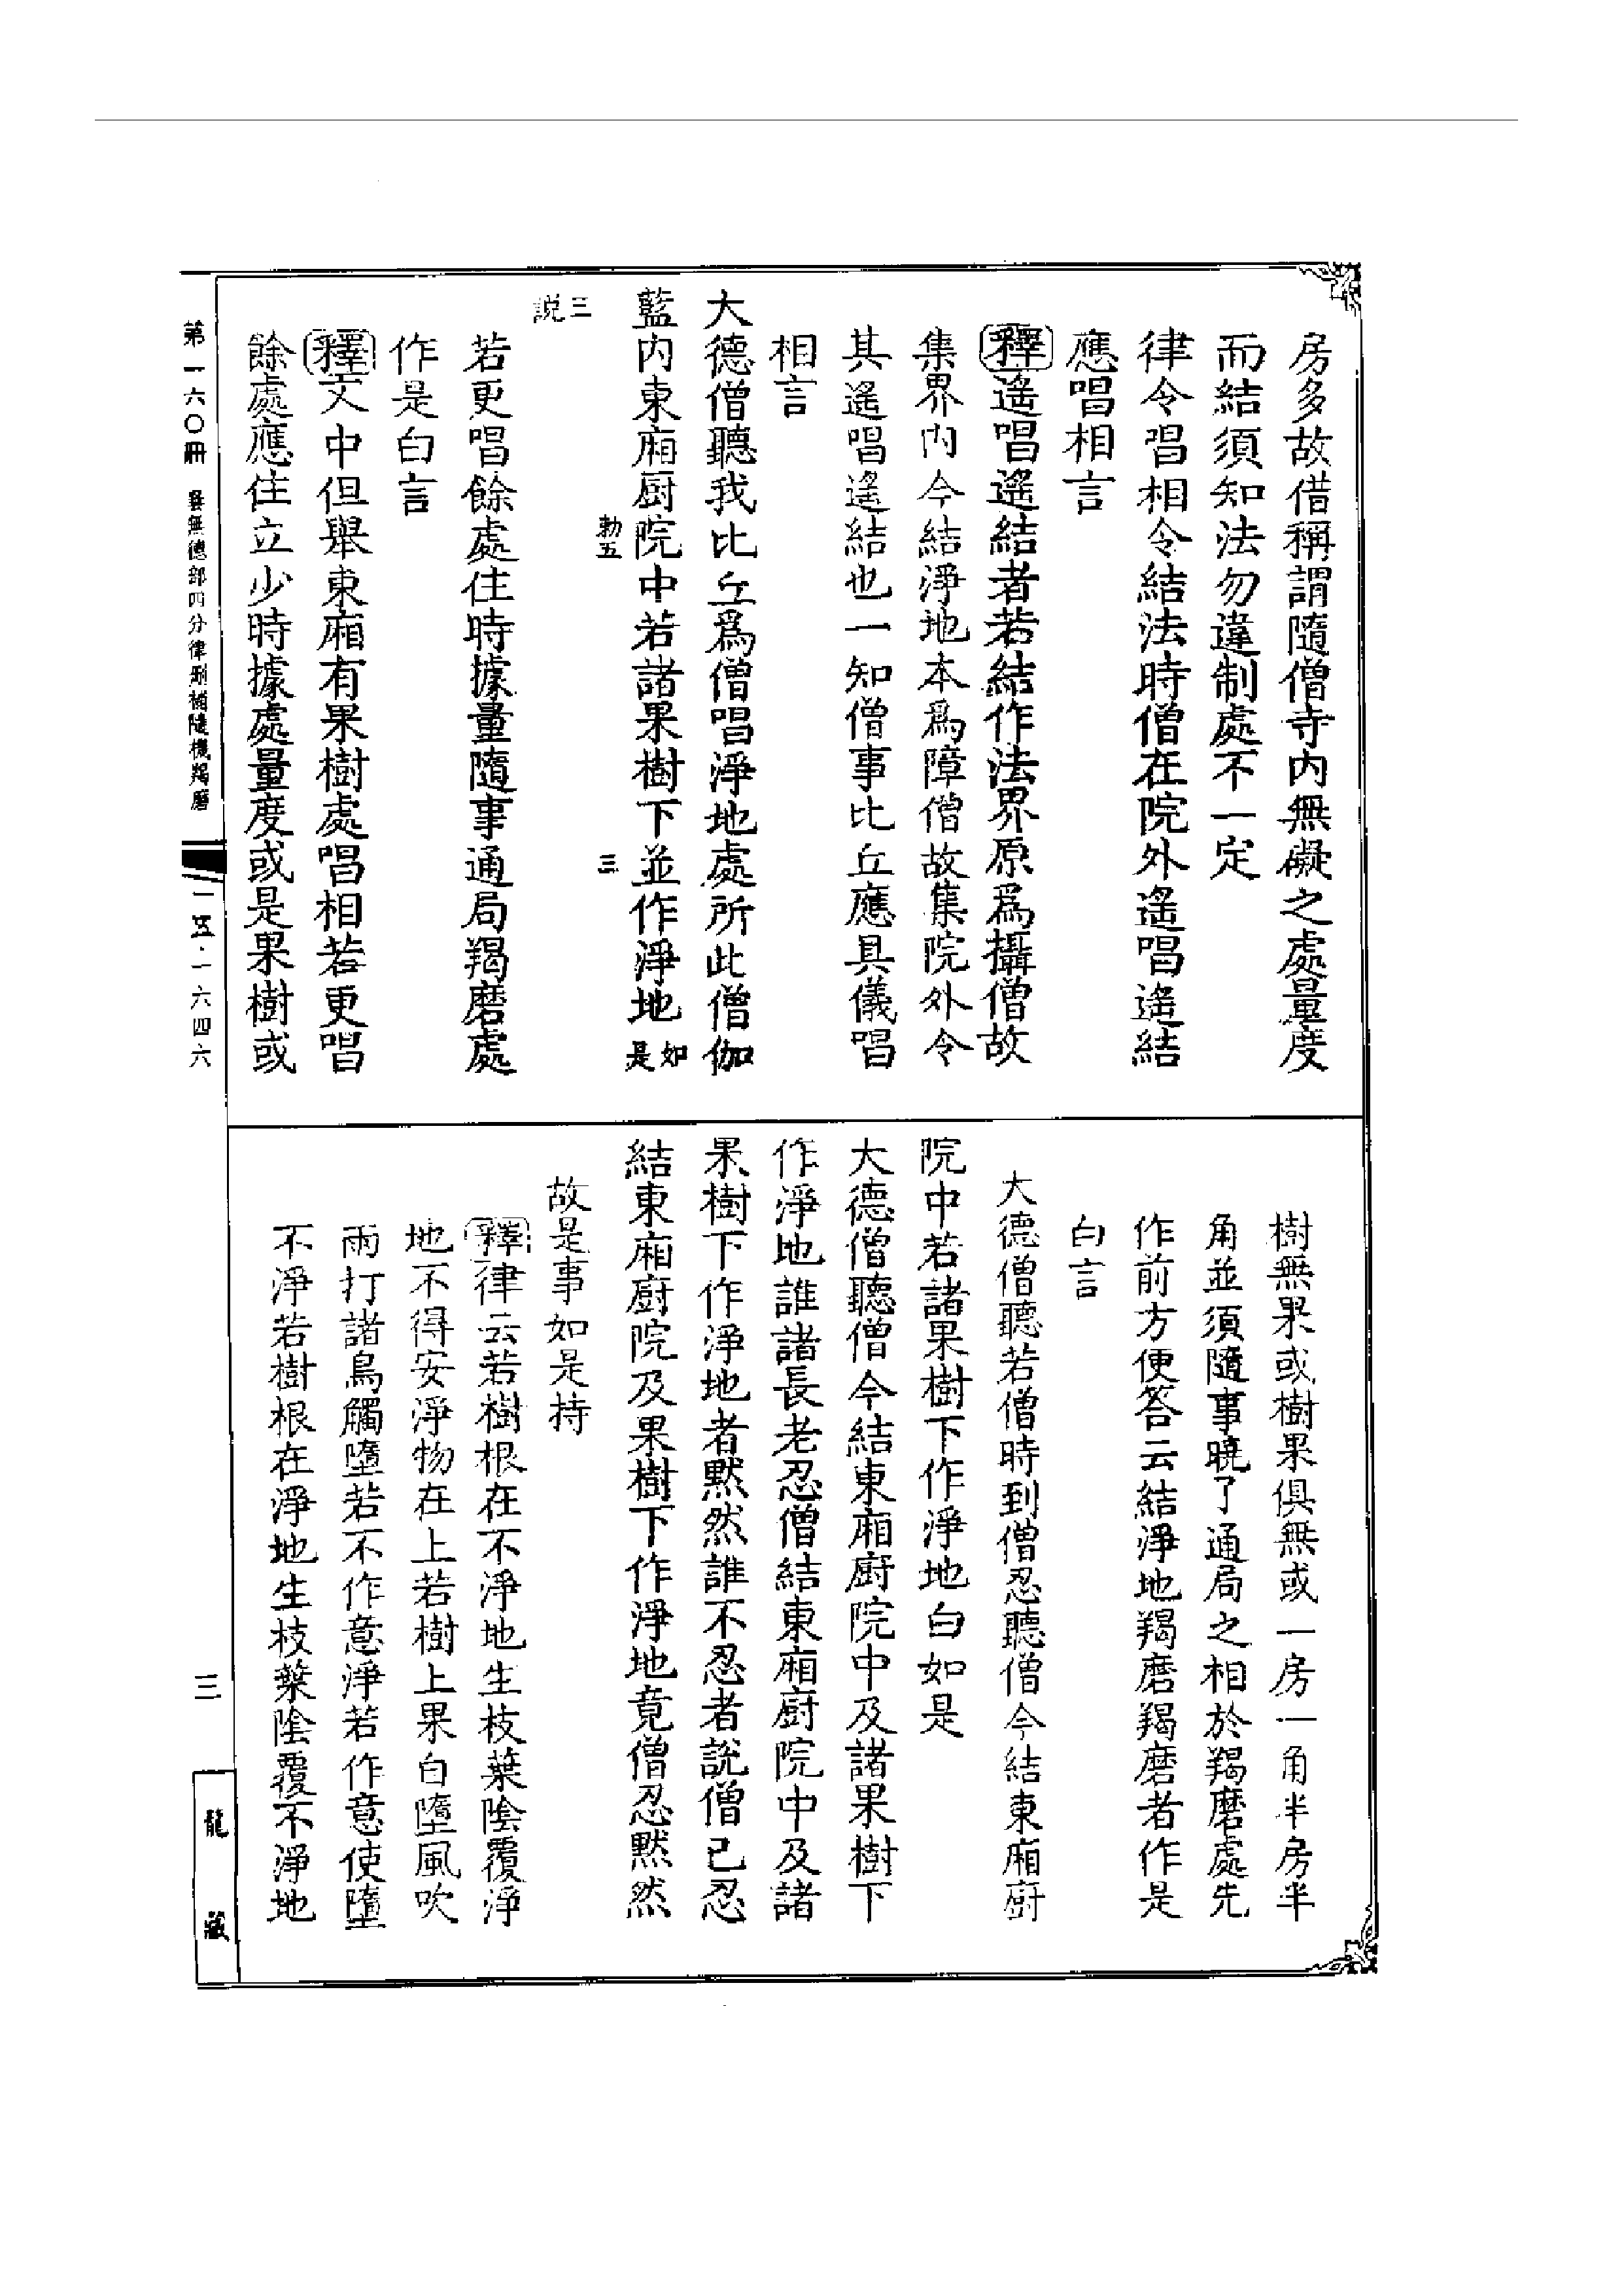 房多故借稱謂隨僧寺内無礙之處量度
而結須知法勿違制處不一定
律令唱相令結法時僧在院外遙唱遙結
應唱相言
釋遙唱遙結者若結作法界原爲攝僧故
集界内今結淨地本爲障僧故集院外令
其遙唱遙結也一知僧事比丘應具儀唱
相言
大德僧聽我比丘爲僧唱淨地處所此僧伽
藍内東廂厨院中若諸果樹下並作淨地如是
勅五
三
三説
若更唱餘處住時據量隨事通局羯磨處
作是白言
釋文中但舉東廂有果樹處唱相若更唱
餘處應住立少時據處量度或是果樹或
樹無果或樹果俱無或一房一角半房半
角並須隨事曉了通局之相於羯磨處先
作前方便答云結淨地羯磨羯磨者作是
白言
大德僧聽若僧時到僧忍聽僧今結東廂厨
院中若諸果樹下作淨地白如是
大德僧聽僧今結東廂厨院中及諸果樹下
作淨地誰諸長老忍僧結東廂厨院中及諸
果樹下作淨地者默然誰不忍者説僧已忍
結東廂厨院及果樹下作淨地竟僧忍默然
故是事如是持
釋律云若樹根在不淨地生枝葉陰覆淨
地不得安淨物在上若樹上果自墮風吹
雨打諸鳥觸墮若不作意淨若作意使墮
不淨若樹根在淨地生枝葉陰覆不淨地
第一六〇冊 曇無德部四分律刪補隨機羯磨
一五·一六四六
三
龍藏